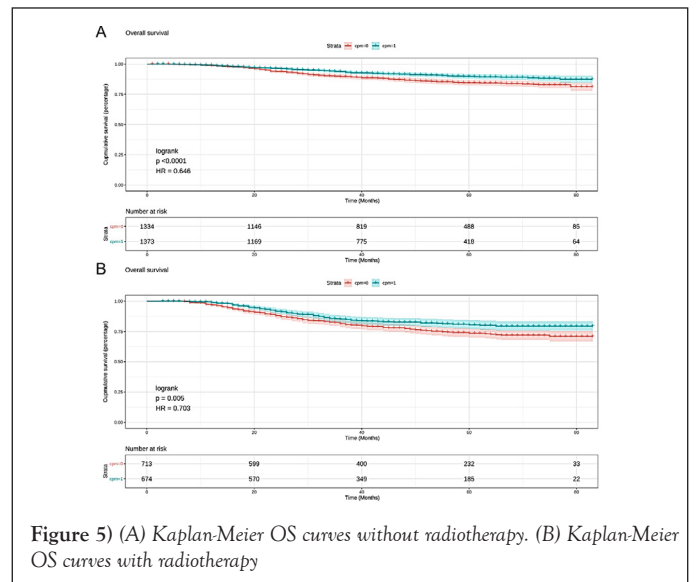 A
Overall survival
Strata cpm=0 cpm=1
Cupmulative survival (percentage)
1.00
0.75
0.50
0.25
0.00
logrank
p <0.0001
HR = 0.646
0 20 40 60 80
Time (Months)
Number at risk
Strata
cpm=0 1334 1146 819 488 85
1373 1169 775 418 64
0 20 40 60 80
Time (Months)
B
Overall survival
Strata cpm=0 cpm=1
Cupmulative survival (percentage)
1.00
0.75
0.50
0.25
0.00
logrank
p = 0.005
HR = 0.703
0 20 40 60 80
Time (Months)
Number at risk
Strata
cpm=0 713 599 400 232 33
cpm=1 674 570 349 185 22
0 20 40 60 80
Time (Months)
Figure 5) (A) Kaplan-Meier OS curves without radiotherapy. (B) Kaplan-Meier
OS curves with radiotherapy